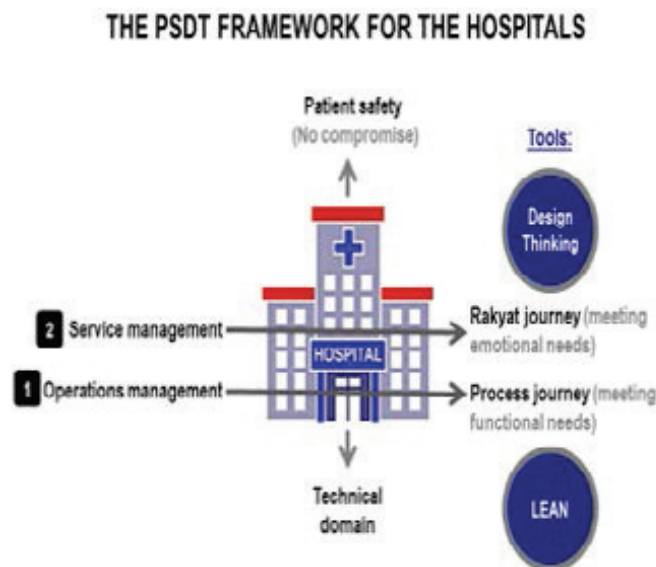 THE PSDT FRAMEWORK FOR THE HOSPITALS
Patient safety
(No compromise)
Tools:
Design
Thinking
2 Service management
Rakyat journey (meeting
emotional needs)
HOSPITAL
1 Operations management
Process journey (meeting
functional needs)
Technical
domain
LEAN